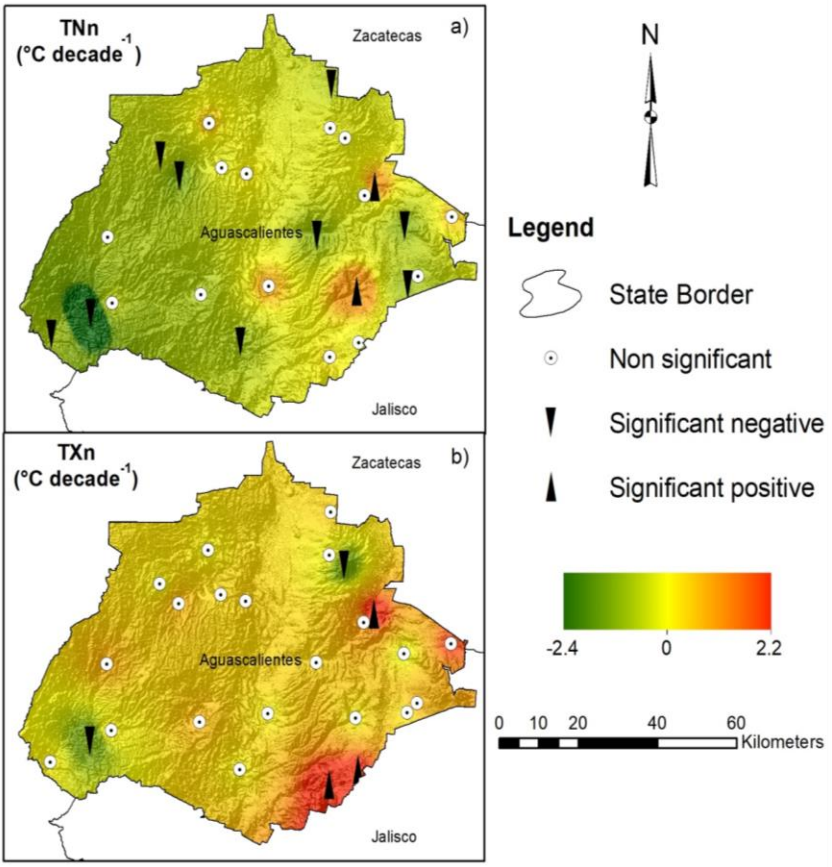 TNn
(°C decade-1)
a)
Zacatecas
Aguascalientes
Jalisco
TXn
(°C decade-1)
b)
Zacatecas
Aguascalientes
Jalisco
N
Legend
State Border
Non significant
Significant negative
Significant positive
-2.4 0 2.2
0 10 20 40 60
Kilometers